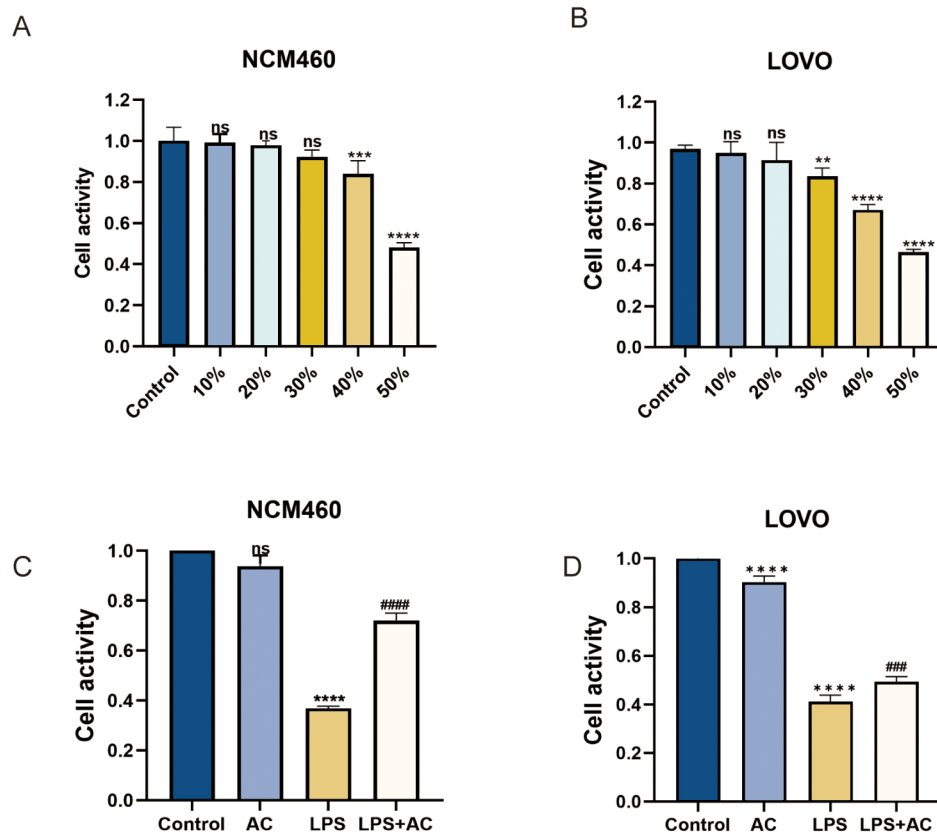 A
NCM460
Cell activity
1.2
1.0
0.8
0.6
0.4
0.2
0.0
ns
ns
ns
***
****
Control
10%
20%
30%
40%
50%
B
LOVO
Cell activity
1.2
1.0
0.8
0.6
0.4
0.2
0.0
ns
ns
**
****
****
Control
10%
20%
30%
40%
50%
C
NCM460
Cell activity
1.0
0.8
0.6
0.4
0.2
0.0
ns
****
####
Control
AC
LPS
LPS+AC
D
LOVO
Cell activity
1.0
0.8
0.6
0.4
0.2
0.0
****
****
###
Control
AC
LPS
LPS+AC